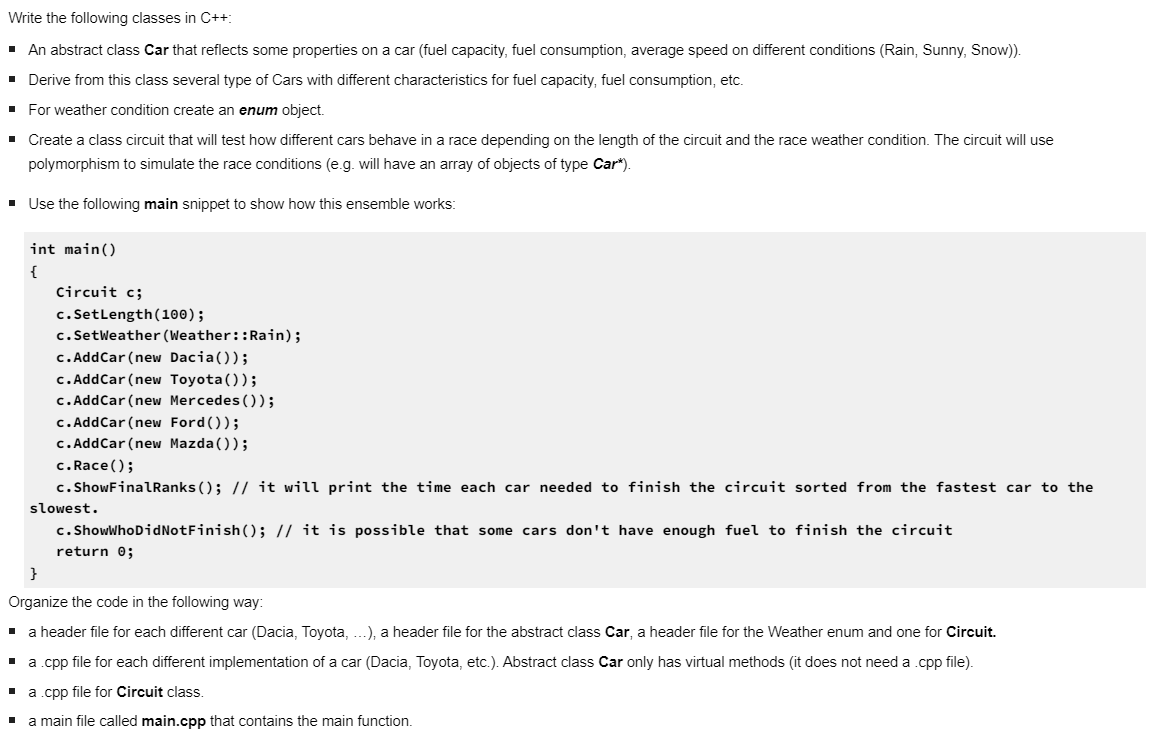 Write the following classes in C++:
▪ An abstract class Car that reflects some properties on a car (fuel capacity, fuel consumption, average speed on different conditions (Rain, Sunny, Snow)).
▪ Derive from this class several type of Cars with different characteristics for fuel capacity, fuel consumption, etc.
▪ For weather condition create an enum object.
▪ Create a class circuit that will test how different cars behave in a race depending on the length of the circuit and the race weather condition. The circuit will use
polymorphism to simulate the race conditions (e.g. will have an array of objects of type Car*).
▪ Use the following main snippet to show how this ensemble works:
int main()
{
   Circuit c;
   c.SetLength(100);
   c.SetWeather(Weather::Rain);
   c.AddCar(new Dacia());
   c.AddCar(new Toyota());
   c.AddCar(new Mercedes());
   c.AddCar(new Ford());
   c.AddCar(new Mazda());
   c.Race();
   c.ShowFinalRanks(); // it will print the time each car needed to finish the circuit sorted from the fastest car to the
slowest.
   c.ShowWhoDidNotFinish(); // it is possible that some cars don't have enough fuel to finish the circuit
   return 0;
}
Organize the code in the following way:
▪ a header file for each different car (Dacia, Toyota, …), a header file for the abstract class Car, a header file for the Weather enum and one for Circuit.
▪ a .cpp file for each different implementation of a car (Dacia, Toyota, etc.). Abstract class Car only has virtual methods (it does not need a .cpp file).
▪ a .cpp file for Circuit class.
▪ a main file called main.cpp that contains the main function.